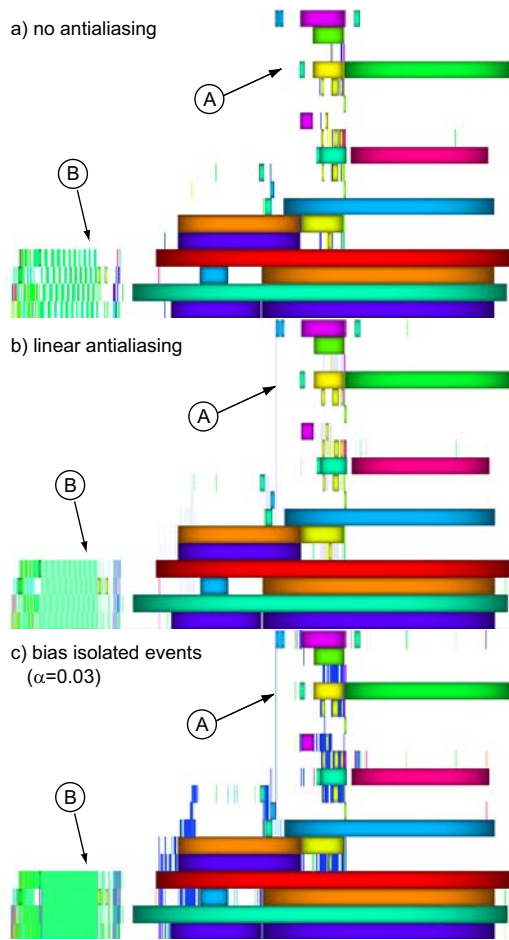 a) no antialiasing
A
B
b) linear antialiasing
A
B
c) bias isolated events
(α=0.03)
A
B